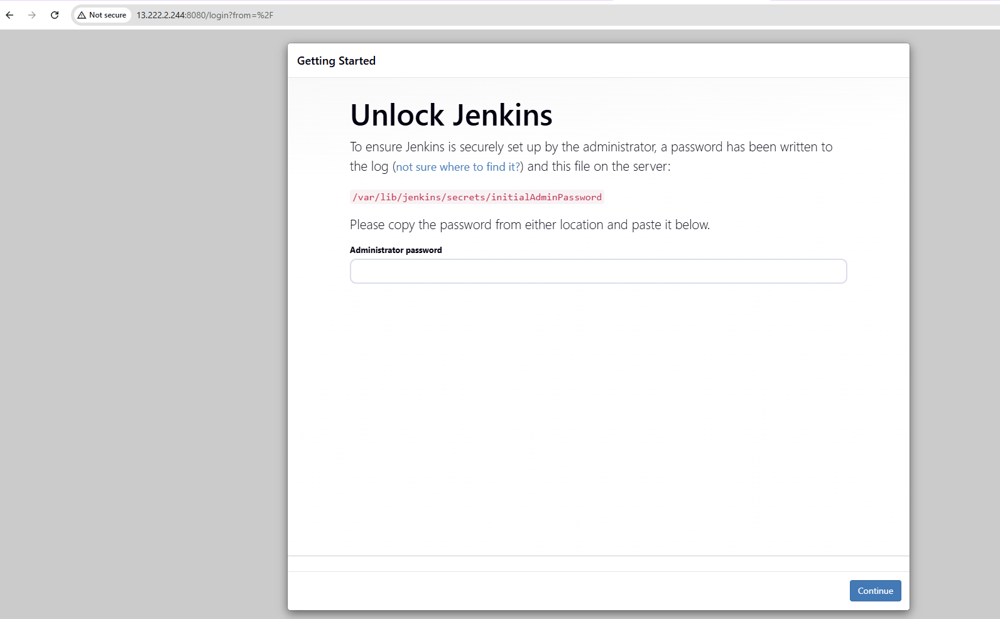 Not secure 13.222.2.244:8080/login?from=%2F
Getting Started
Unlock Jenkins
To ensure Jenkins is securely set up by the administrator, a password has been written to
the log (not sure where to find it?) and this file on the server:
/var/lib/jenkins/secrets/initialAdminPassword
Please copy the password from either location and paste it below.
Administrator password
Continue